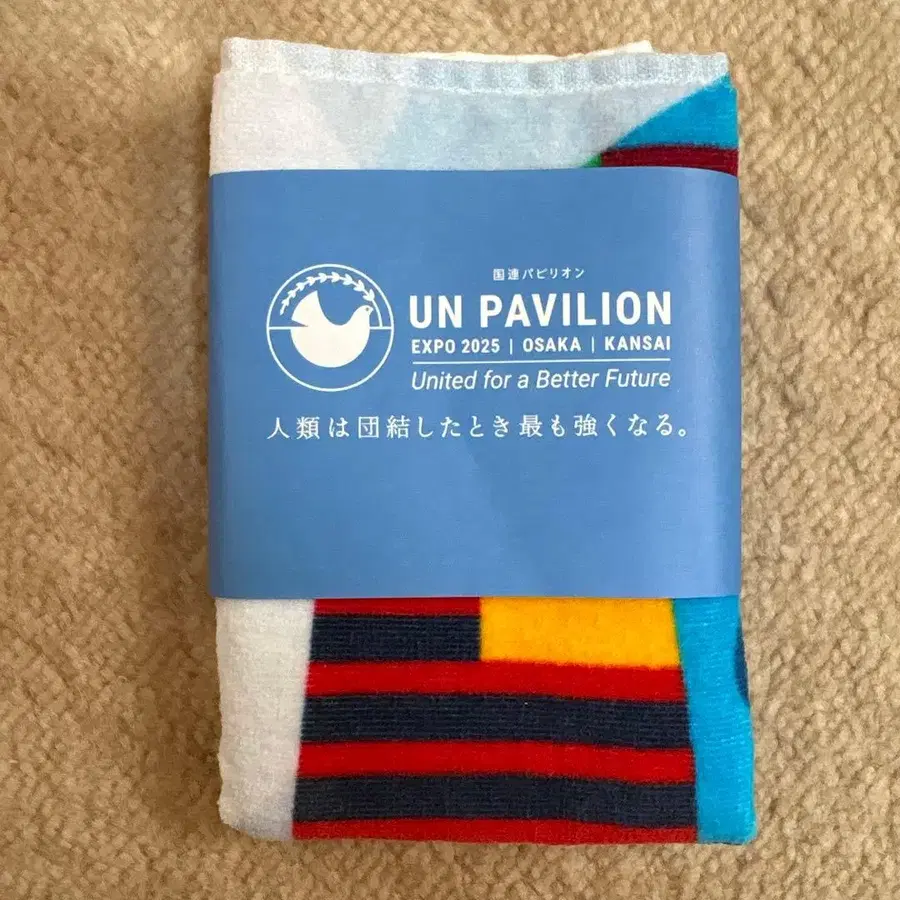 国連パビリオン
UN PAVILION
EXPO 2025 | OSAKA | KANSAI
United for a Better Future
人類は団結したとき最も強くなる。